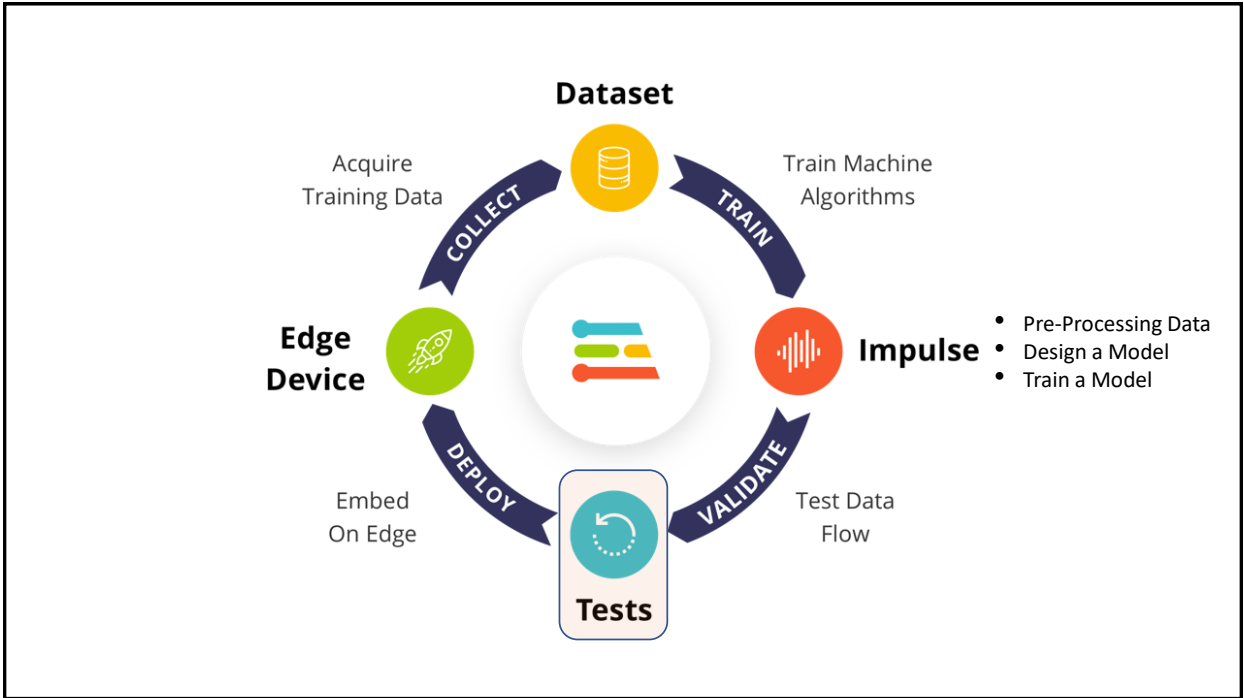 Dataset
Acquire
Training Data
COLLECT
TRAIN
Train Machine
Algorithms
Edge
Device
Impulse
• Pre-Processing Data
• Design a Model
• Train a Model
Embed
On Edge
DEPLOY
VALIDATE
Test Data
Flow
Tests